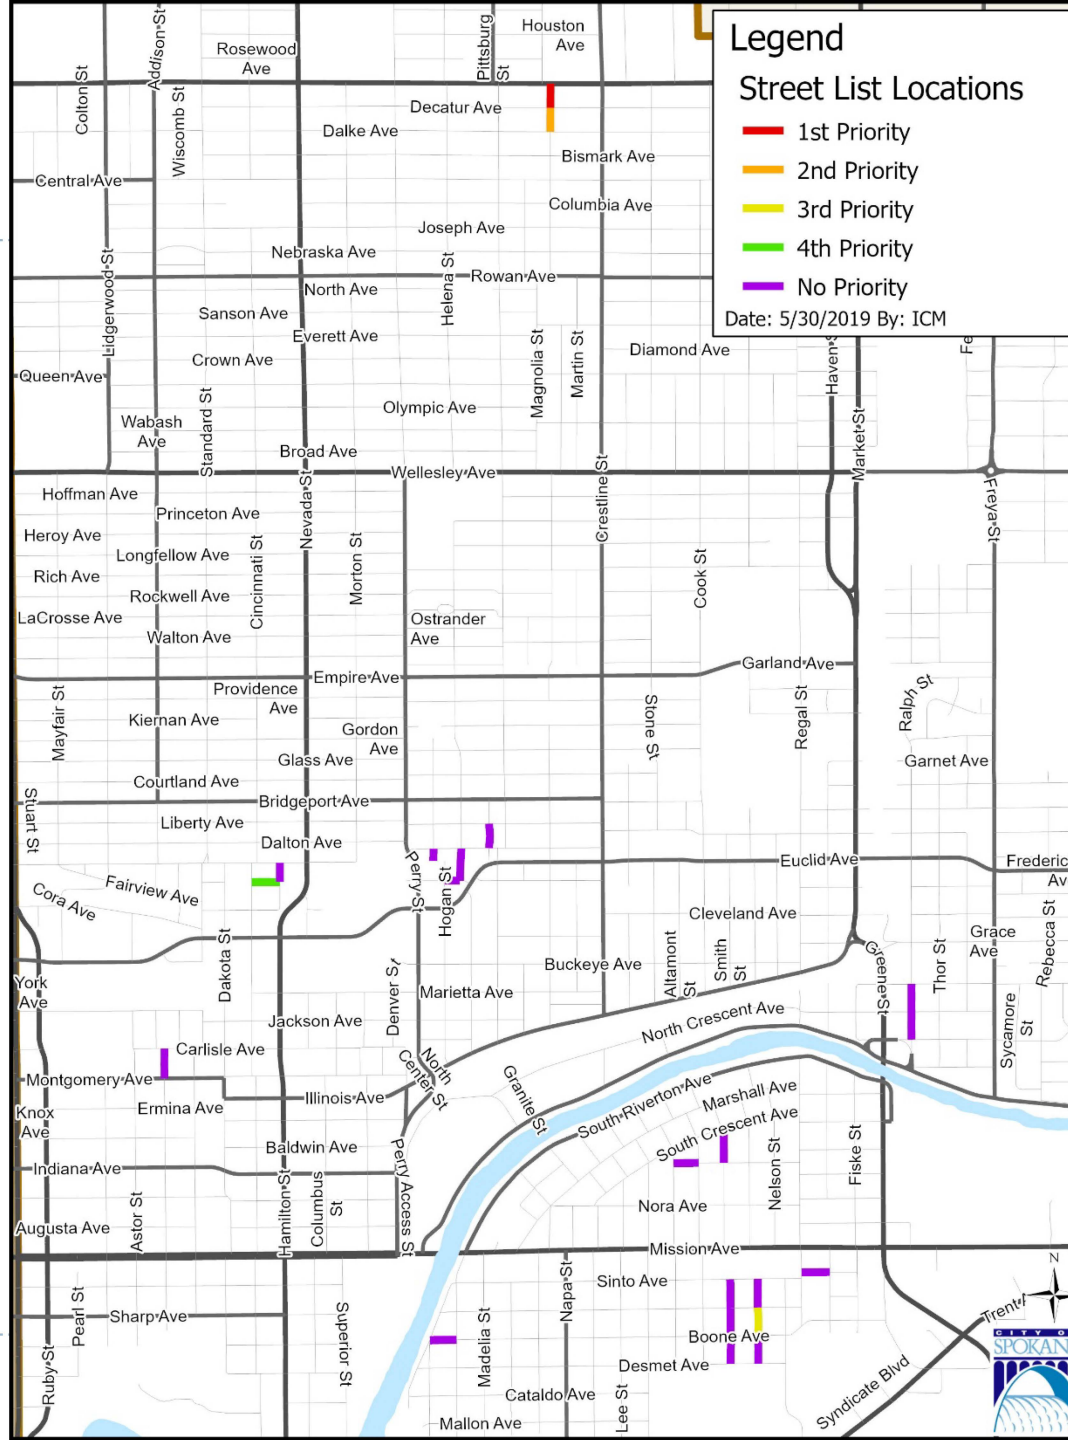 Legend
Street List Locations
1st Priority
2nd Priority
3rd Priority
4th Priority
No Priority
Date: 5/30/2019 By: ICM
Houston
Ave
Pittsburg
St
Addison St
Rosewood
Ave
Colton St
Wiscomb St
Decatur Ave
Dalke Ave
Bismark Ave
Central Ave
Columbia Ave
Joseph Ave
Nebraska Ave
Lidgerwood St
Helena St
Rowan Ave
North Ave
Sanson Ave
Everett Ave
Magnolia St
Martin St
Diamond Ave
Haven S
Fe
Crown Ave
Queen Ave
Standard St
Olympic Ave
Wabash
Ave
Market St
Broad Ave
Wellesley Ave
Nevada St
Crestline St
Freya St
Hoffman Ave
Princeton Ave
Heroy Ave
Longfellow Ave
Cincinnati St
Morton St
Cook St
Rich Ave
Rockwell Ave
LaCrosse Ave
Ostrander
Ave
Walton Ave
Garland Ave
Empire Ave
Providence
Ave
Mayfair St
Stone St
Regal St
Ralph St
Kiernan Ave
Gordon
Ave
Glass Ave
Garnet Ave
Courtland Ave
Bridgeport Ave
Stuart St
Liberty Ave
Dalton Ave
Euclid Ave
Frederic
Av
Perry St
Hogan St
Fairview Ave
Cora Ave
Cleveland Ave
Grace
Ave
Rebecca St
Altamont
St
Smith
St
Thor St
Greene St
Dakota St
Buckeye Ave
York
Ave
Denver S
Marietta Ave
North Crescent Ave
Sycamore
St
Jackson Ave
Carlisle Ave
North
Center St
Granite St
Montgomery Ave
Illinois Ave
Marshall Ave
South Riverton Ave
Ermina Ave
Knox
Ave
South Crescent Ave
Baldwin Ave
Fiske St
Nelson St
Indiana Ave
Perry Access St
Hamilton St
Columbus
St
Astor St
Nora Ave
Augusta Ave
Mission Ave
Sinto Ave
Napa St
N
Pearl St
Sharp Ave
Superior St
Madelia St
Trent
Boone Ave
Ruby St
Desmet Ave
Syndicate Blvd
Cataldo Ave
Lee St
Mallon Ave
CITY O
SPOKAN